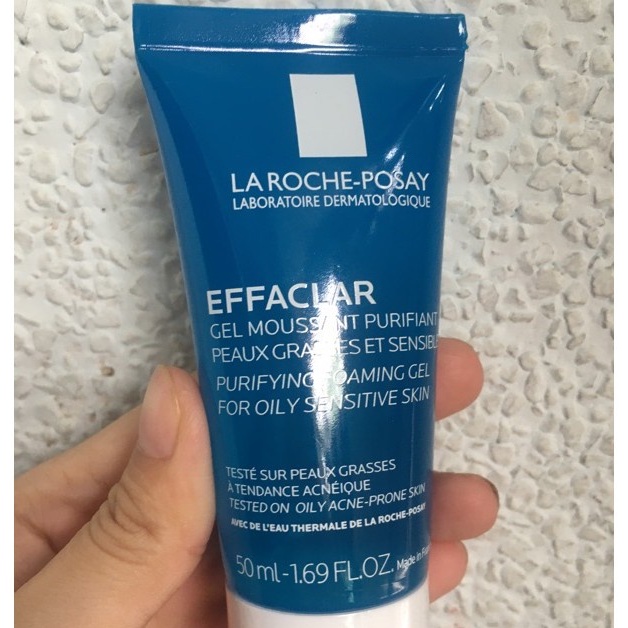 LA ROCHE-POSAY
LABORATOIRE DERMATOLOGIQUE
EFFACLAR
GEL MOUSSANT PURIFIANT
PEAUX GRASSES ET SENSIBLES
PURIFYING FOAMING GEL
FOR OILY SENSITIVE SKIN
TESTÉ SUR PEAUX GRASSES
À TENDANCE ACNÉIQUE
TESTED ON OILY ACNE-PRONE SKIN
AVEC DE L'EAU THERMALE DE LA ROCHE-POSAY
50 ml-1.69 FL.OZ. Made in